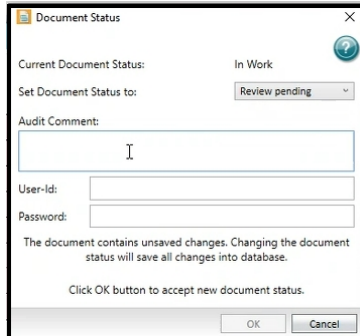 Document Status
Current Document Status: In Work
Set Document Status to: Review pending
Audit Comment:
User-Id:
Password:
The document contains unsaved changes. Changing the document
status will save all changes into database.
Click OK button to accept new document status.
OK Cancel